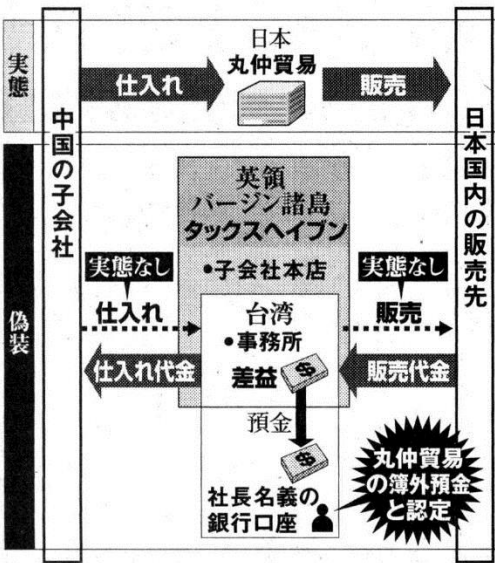 実態
中国の子会社
日本
丸仲貿易
仕入れ
販売
日本国内の販売先
偽装
英領
バージン諸島
タックスヘイブン
•子会社本店
実態なし
仕入れ
実態なし
販売
台湾
•事務所
差益
$
仕入れ代金
販売代金
預金
$
社長名義の
銀行口座
丸仲貿易
の簿外預金
と認定